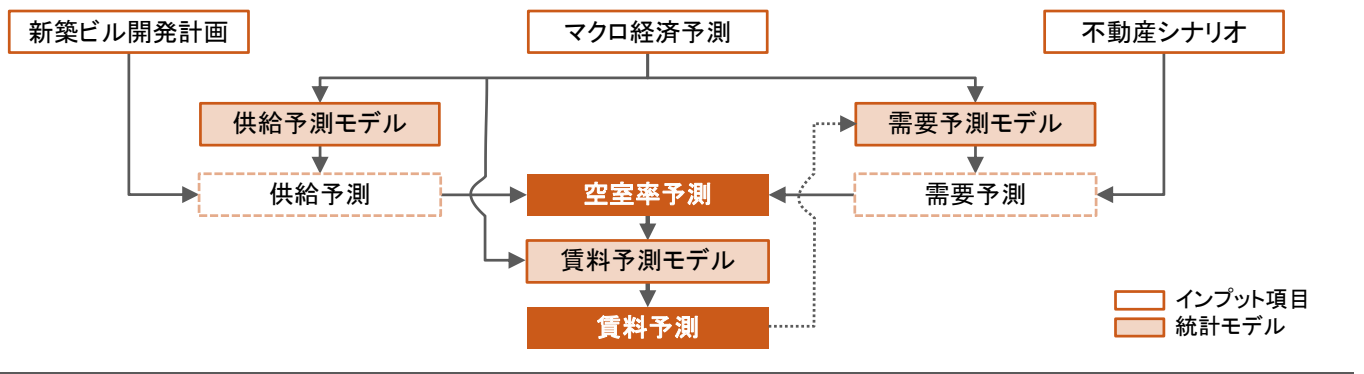 新築ビル開発計画
マクロ経済予測
不動産シナリオ
供給予測モデル
需要予測モデル
供給予測
空室率予測
需要予測
賃料予測モデル
賃料予測
インプット項目
統計モデル